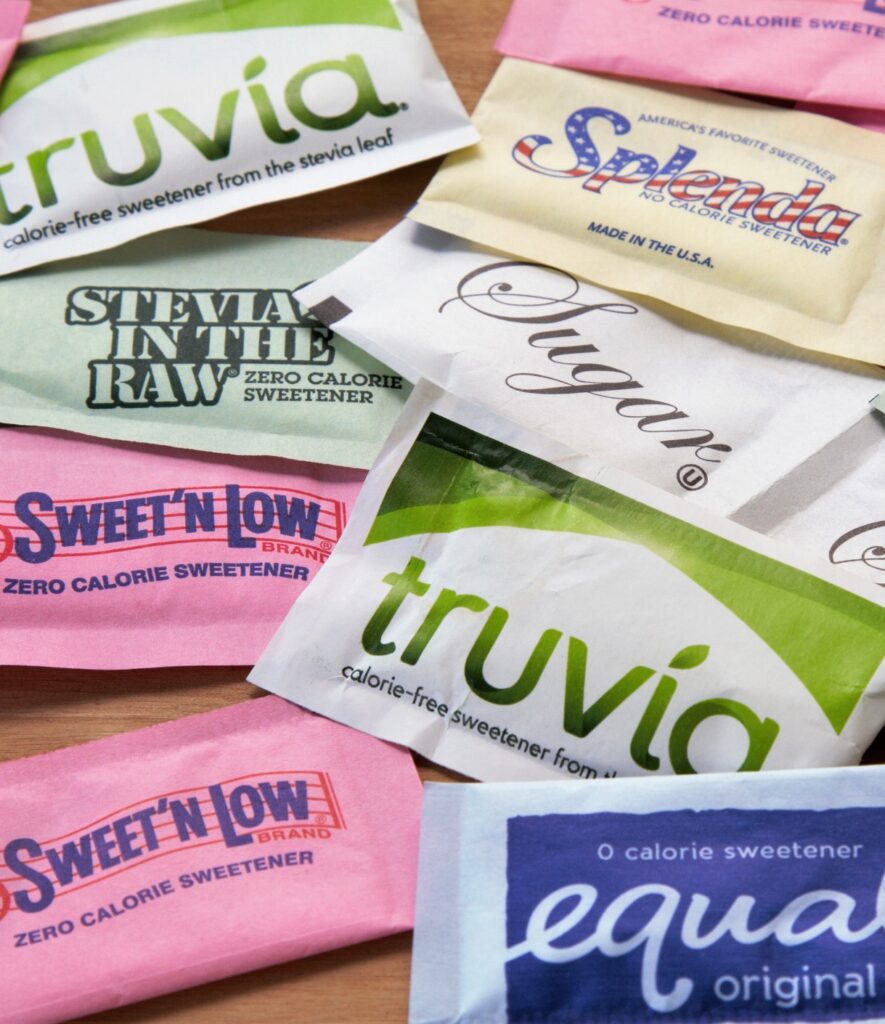 ZERO CALORIE SWEETE
truvía®
calorie-free sweetener from the stevia leaf
AMERICA'S FAVORITE SWEETENER
Splenda®
NO CALORIE SWEETENER
MADE IN THE U.S.A.
STEVIA
IN THE
RAW®
ZERO CALORIE
SWEETENER
Sugar
U
SWEET'N LOW®
BRAND
ZERO CALORIE SWEETENER
truvía
calorie-free sweetener from
SWEET'N LOW®
BRAND
ZERO CALORIE SWEETENER
0 calorie sweetener
equal
original